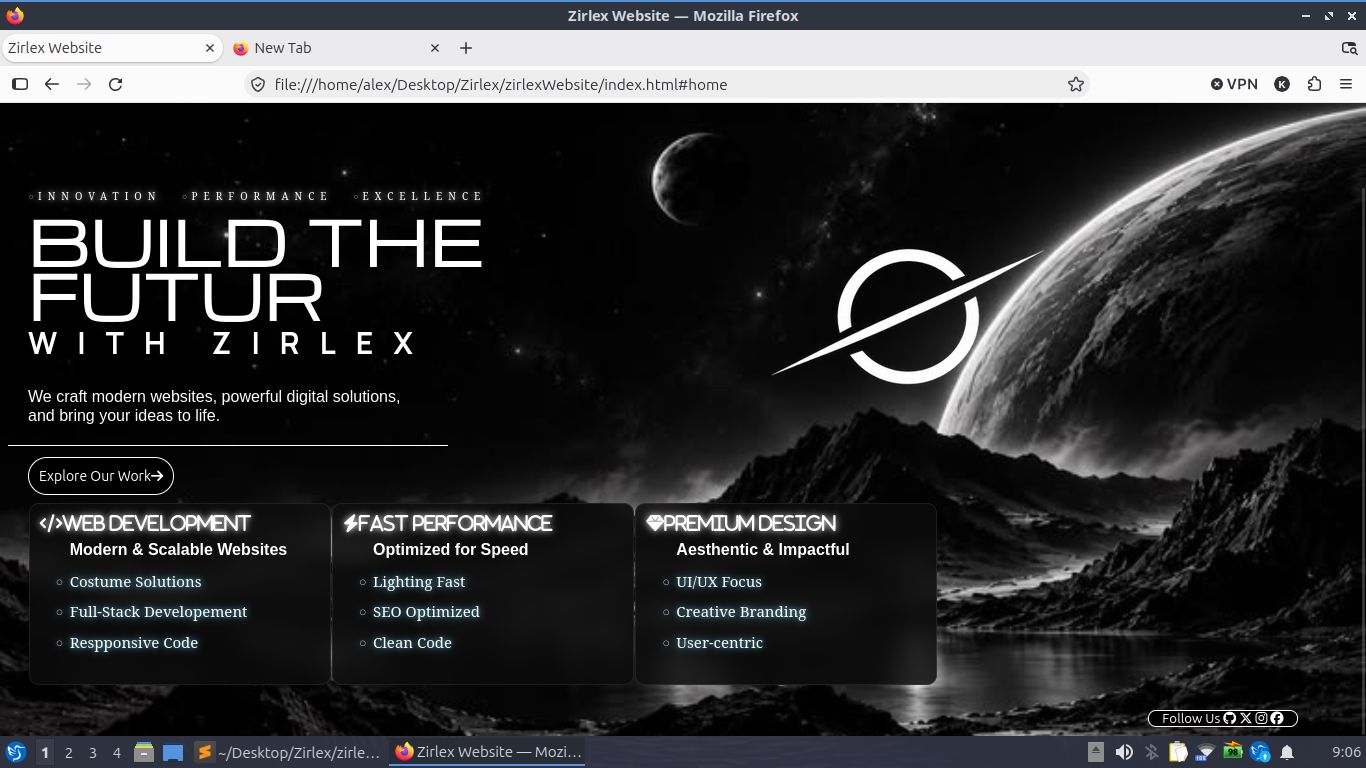 Zirlex Website — Mozilla Firefox
Zirlex Website
New Tab
file:///home/alex/Desktop/Zirlex/zirlexWebsite/index.html#home
VPN
K
INNOVATION PERFORMANCE EXCELLENCE
BUILD THE
FUTUR
WITH ZIRLEX
We craft modern websites, powerful digital solutions,
and bring your ideas to life.
Explore Our Work
</>WEB DEVELOPMENT
Modern & Scalable Websites
Costume Solutions
Full-Stack Developement
Respponsive Code
FAST PERFORMANCE
Optimized for Speed
Lighting Fast
SEO Optimized
Clean Code
PREMIUM DESIGN
Aesthentic & Impactful
UI/UX Focus
Creative Branding
User-centric
Follow Us
1 2 3 4
~/Desktop/Zirlex/zirle…
Zirlex Website — Mozi…
98
9:06